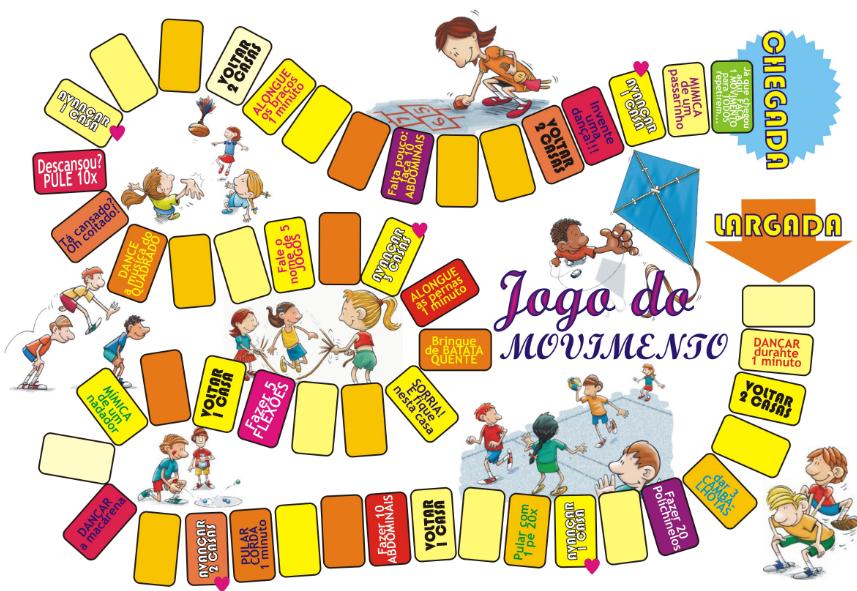 Jogo do
MOVIMENTO
LARGADA
DANÇAR
durante
1 minuto
VOLTAR
2 CASAS
dar 3
CAMBA-
LHOTAS
Fazer 20
Polichinelos
AVANÇAR
1 CASA
Pular com
1 pe 20x
VOLTAR
1 CASA
Fazer 10
ABDOMINAIS
PULAR
CORDA
1 minuto
AVANÇAR
2 CASAS
DANÇAR
a macárena
MÍMICA
de um
nadador
VOLTAR
1 CASA
Fazer 5
FLEXÕES
SORRIA!
E fique
nesta casa
Brinque
de BATATA
QUENTE
ALONGUE
as pernas
1 minuto
AVANÇAR
3 CASAS
Fale o
nome de 5
JOGOS
DANCE
a música do
QUADRADO
Tá cansado?
Oh coitado!
Descansou?
PULE 10x
AVANÇAR
1 CASA
VOLTAR
2 CASAS
ALONGUE
os braços
1 minuto
Falta pouco:
faça 10
ABDOMINAIS
VOLTAR
2 CASAS
Invente
uma
dança!!!
AVANÇAR
1 CASA
MIMICA
de um
passarinho
Já que chegou
1 MOVIMENTO
para TODOS
repetirem...
CHEGADA